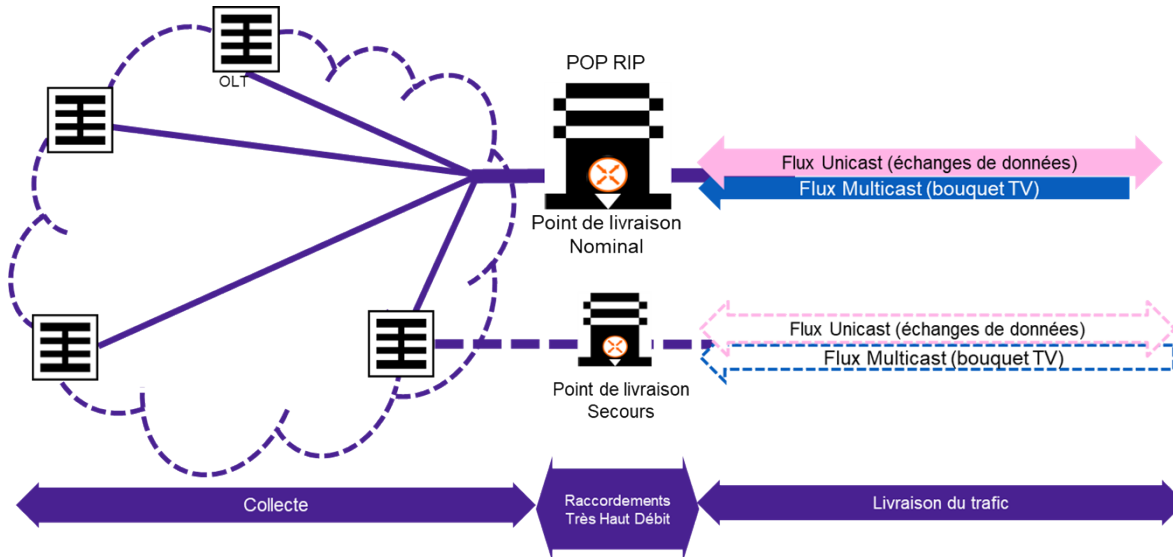 OLT
POP RIP
Flux Unicast (échanges de données)
Flux Multicast (bouquet TV)
Point de livraison
Nominal
Flux Unicast (échanges de données)
Flux Multicast (bouquet TV)
Point de livraison
Secours
Collecte
Raccordements
Très Haut Débit
Livraison du trafic